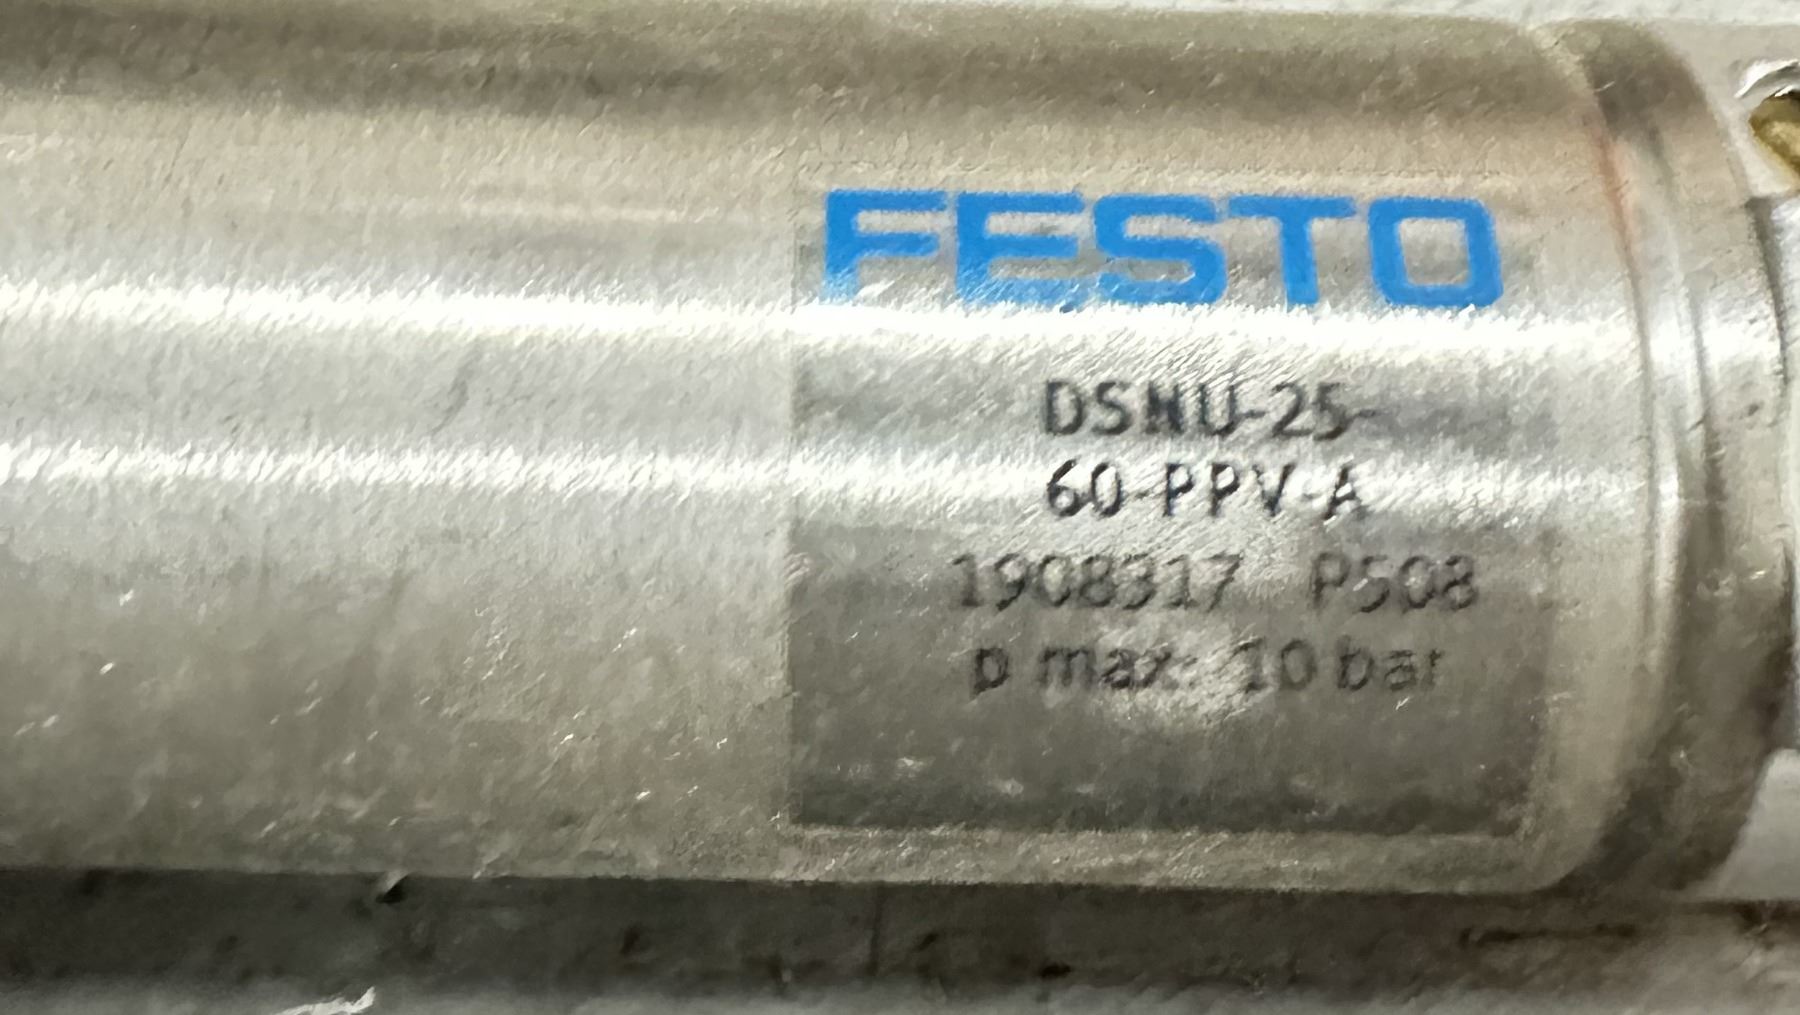 FESTO
DSNU-25-
60-PPV-A
1908317 P508
p max: 10 bar